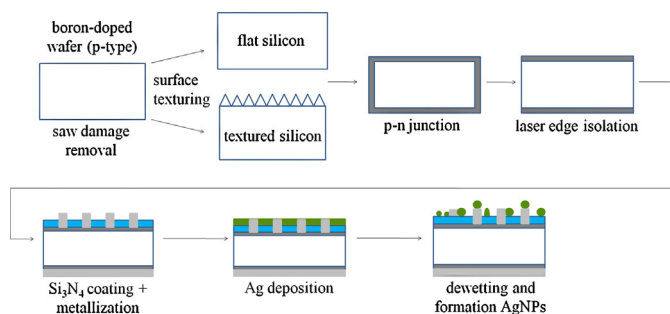 boron-doped
wafer (p-type)
saw damage
removal
surface
texturing
flat silicon
textured silicon
p-n junction
laser edge isolation
Si₃N₄ coating +
metallization
Ag deposition
dewetting and
formation AgNPs